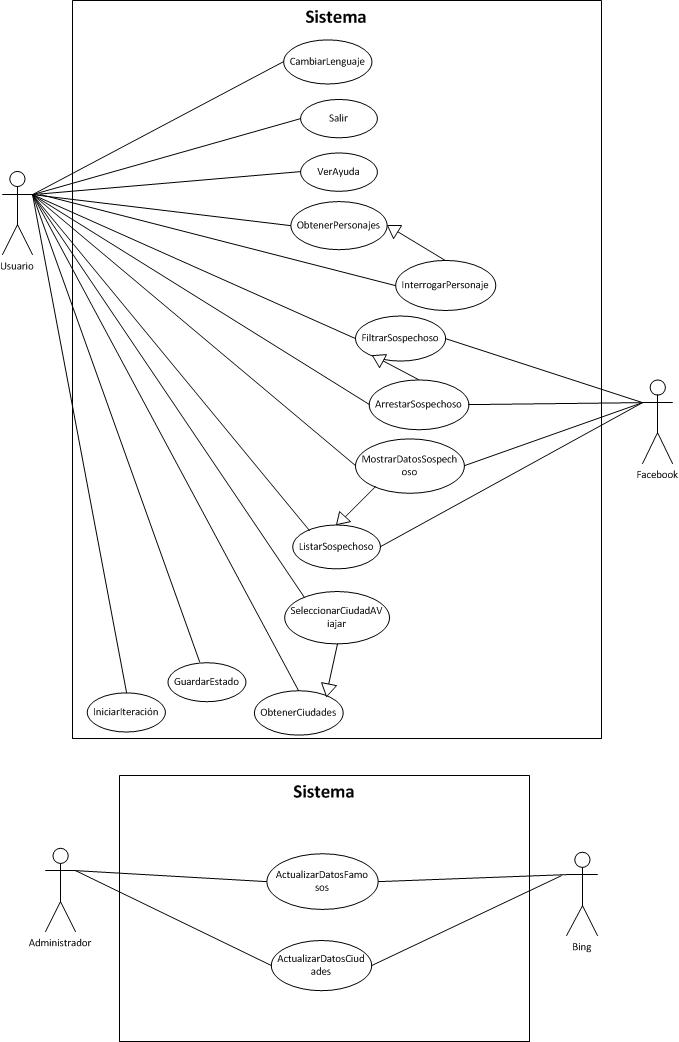 Sistema
CambiarLenguaje
Salir
VerAyuda
ObtenerPersonajes
Usuario
InterrogarPersonaje
FiltrarSospechoso
ArrestarSospechoso
MostrarDatosSospech
oso
Facebook
ListarSospechoso
SeleccionarCiudadAV
iajar
GuardarEstado
IniciarIteración
ObtenerCiudades
Sistema
ActualizarDatosFamo
sos
Administrador
Bing
ActualizarDatosCiud
ades